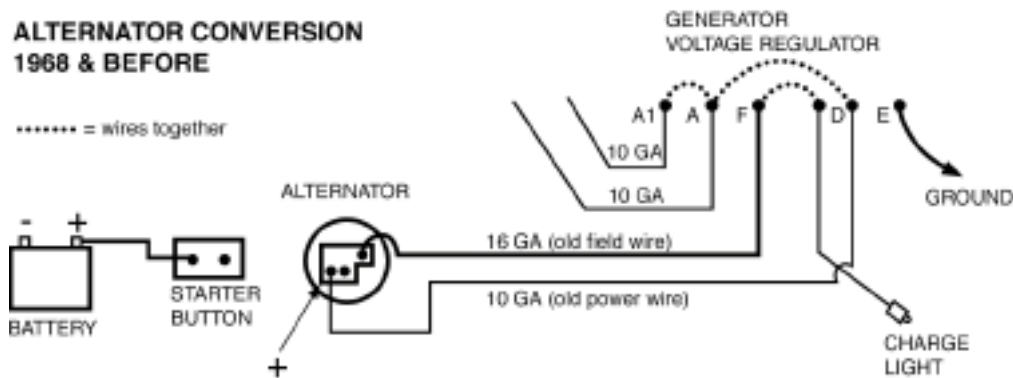 ALTERNATOR CONVERSION
1968 & BEFORE
= wires together
GENERATOR
VOLTAGE REGULATOR
A1 A F D E
10 GA
10 GA
GROUND
ALTERNATOR
16 GA (old field wire)
10 GA (old power wire)
- +
BATTERY
STARTER
BUTTON
+
CHARGE
LIGHT